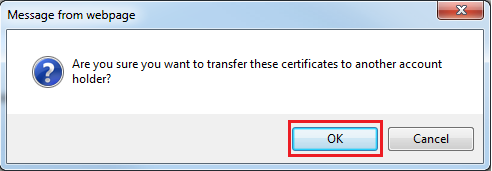 Message from webpage
Are you sure you want to transfer these certificates to another account
holder?
OK
Cancel